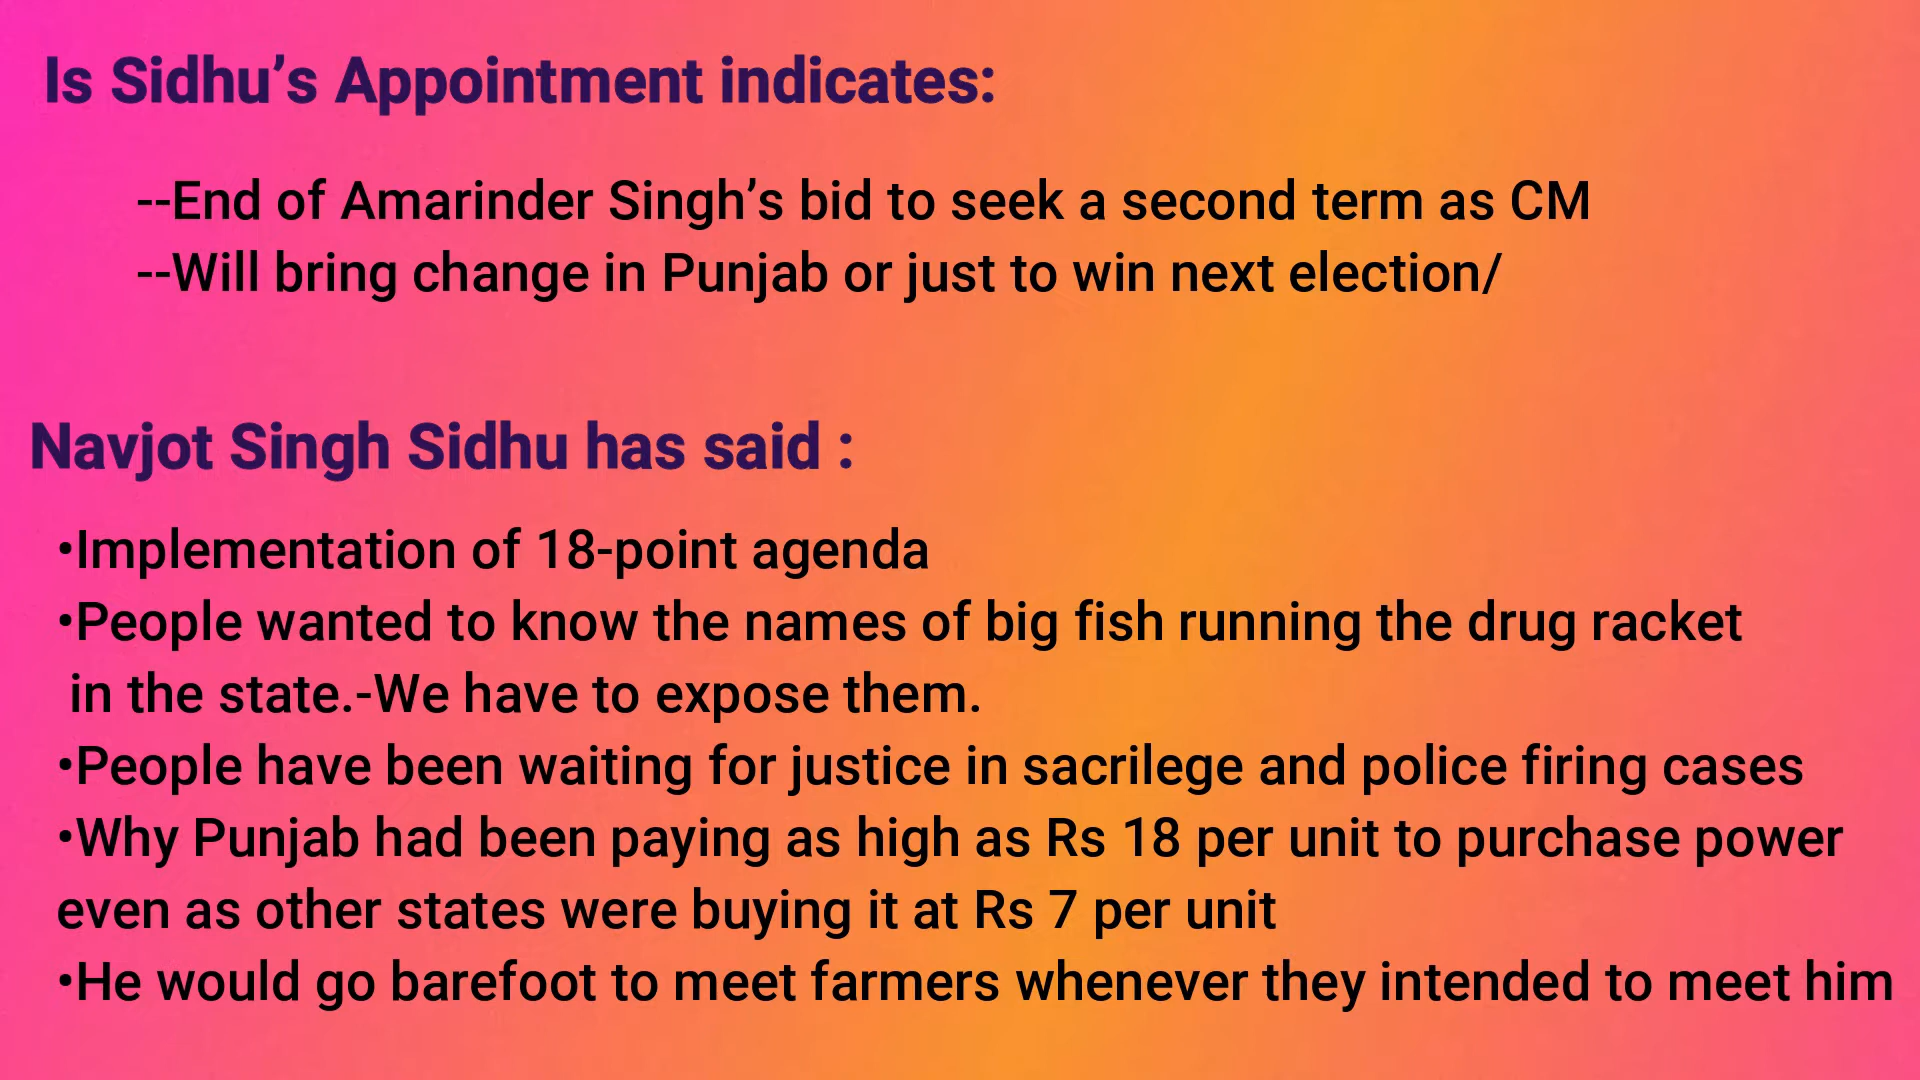 Is Sidhu’s Appointment indicates:
--End of Amarinder Singh’s bid to seek a second term as CM
--Will bring change in Punjab or just to win next election/
Navjot Singh Sidhu has said :
•Implementation of 18-point agenda
•People wanted to know the names of big fish running the drug racket
in the state.-We have to expose them.
•People have been waiting for justice in sacrilege and police firing cases
•Why Punjab had been paying as high as Rs 18 per unit to purchase power
even as other states were buying it at Rs 7 per unit
•He would go barefoot to meet farmers whenever they intended to meet him